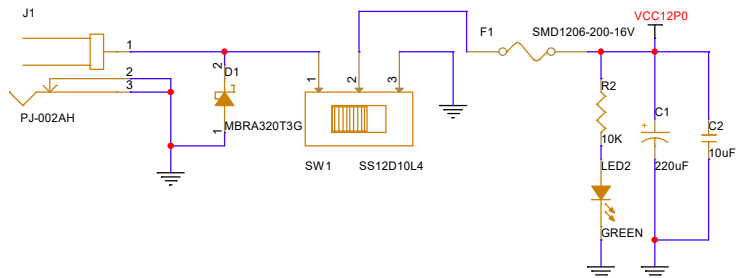 J1
F1
SMD1206-200-16V
VCC12P0
1
2
3
PJ-002AH
2
D1
1
MBRA320T3G
1
2
3
SW1
SS12D10L4
R2
10K
LED2
GREEN
+
C1
220uF
C2
10uF